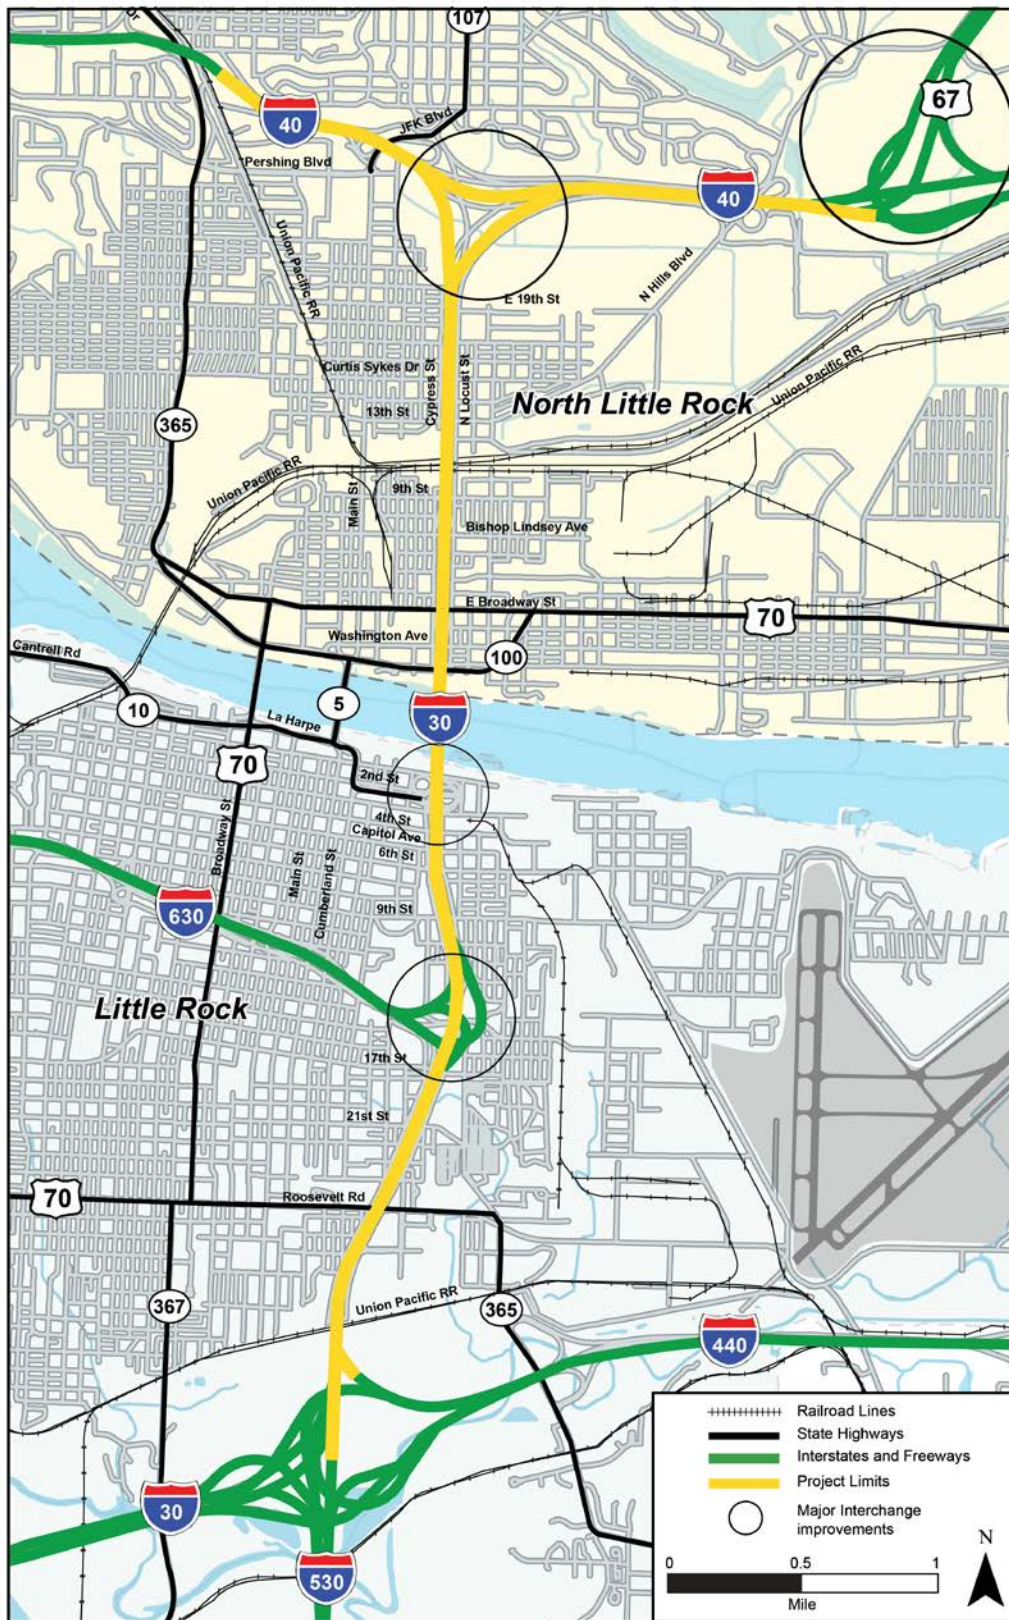 Dr
107
67
40
JFK Blvd
Pershing Blvd
40
Union Pacific RR
N Hills Blvd
E 19th St
Curtis Sykes Dr
Cypress St
N Locust St
Union Pacific RR
13th St
North Little Rock
365
Union Pacific RR
9th St
Main St
Bishop Lindsey Ave
E Broadway St
70
Washington Ave
Cantrell Rd
100
10
5
30
La Harpe
70
2nd St
4th St
Capitol Ave
6th St
Broadway St
Main St
Cumberland St
9th St
630
Little Rock
17th St
21st St
70
Roosevelt Rd
367
Union Pacific RR
365
440
30
530
Railroad Lines
State Highways
Interstates and Freeways
Project Limits
Major Interchange
improvements
N
0 0.5 1
Mile